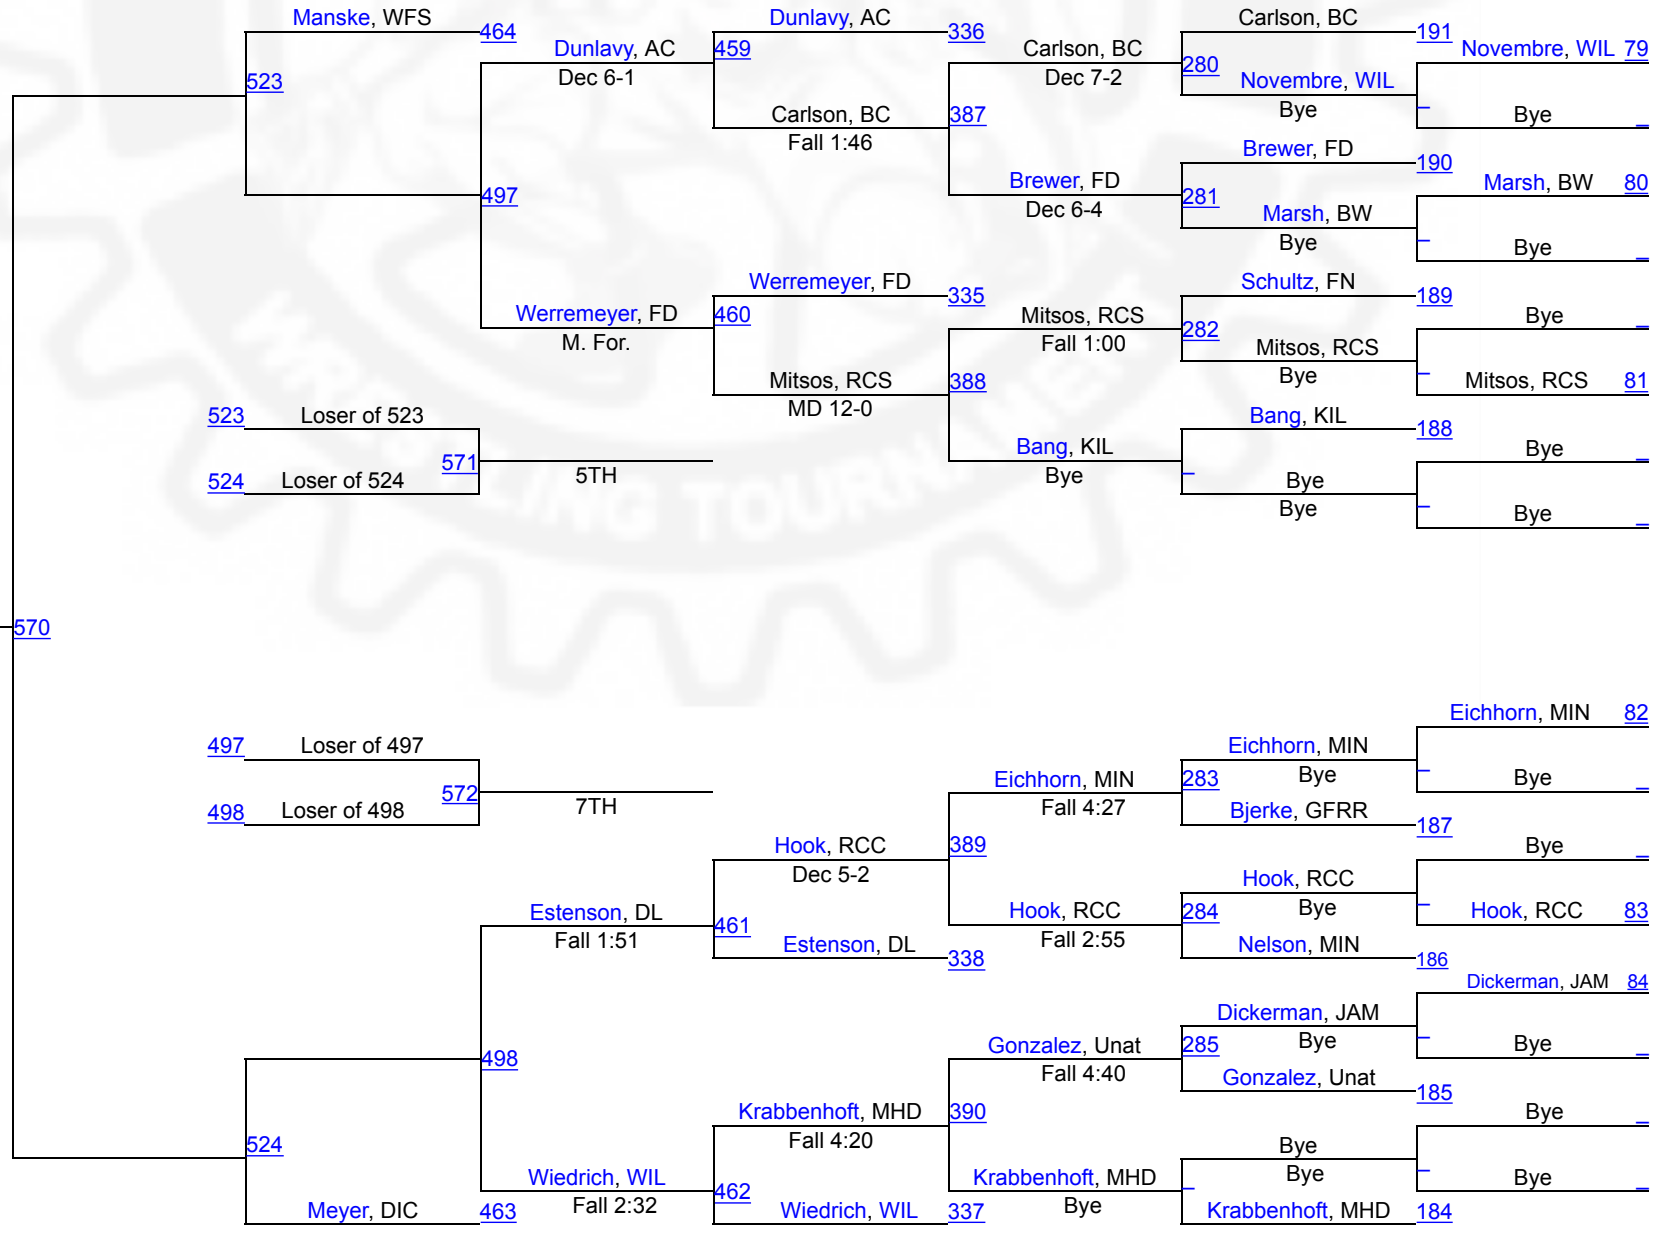 Manske, WFS
464
523
Dunlavy, AC
Dec 6-1
497
Werremeyer, FD
M. For.
Dunlavy, AC
336
459
Carlson, BC
Fall 1:46
387
Carlson, BC
Dec 7-2
280
Carlson, BC
191
Novembre, WIL
Bye
Novembre, WIL 79
_
Bye _
Brewer, FD
Dec 6-4
281
Brewer, FD
190
Marsh, BW
Bye
Marsh, BW 80
_
Bye _
Werremeyer, FD
335
460
Mitsos, RCS
MD 12-0
388
Mitsos, RCS
Fall 1:00
282
Schultz, FN
189
Mitsos, RCS
Bye
Bye _
_
Mitsos, RCS 81
Bang, KIL
Bye
_
Bang, KIL
188
Bye
Bye
Bye _
_
Bye _
523 Loser of 523
571
5TH
524 Loser of 524
570
497 Loser of 497
572
7TH
498 Loser of 498
Eichhorn, MIN
Fall 4:27
283
Eichhorn, MIN
Bye
Eichhorn, MIN 82
_
Bye _
Bjerke, GFRR
187
Hook, RCC
Dec 5-2
389
Hook, RCC
Fall 2:55
284
Hook, RCC
Bye
Bye _
_
Hook, RCC 83
Nelson, MIN
186
Estenson, DL
Fall 1:51
461
Estenson, DL
338
498
Gonzalez, Unat
Fall 4:40
285
Dickerman, JAM
Bye
Dickerman, JAM 84
_
Bye _
Gonzalez, Unat
185
Krabbenhoft, MHD
Fall 4:20
390
Krabbenhoft, MHD
Bye
_
Bye
Bye
Bye _
_
Bye _
Krabbenhoft, MHD
184
524
Wiedrich, WIL
Fall 2:32
462
Wiedrich, WIL
337
Meyer, DIC
463
WRESTLING TOURNAMENT